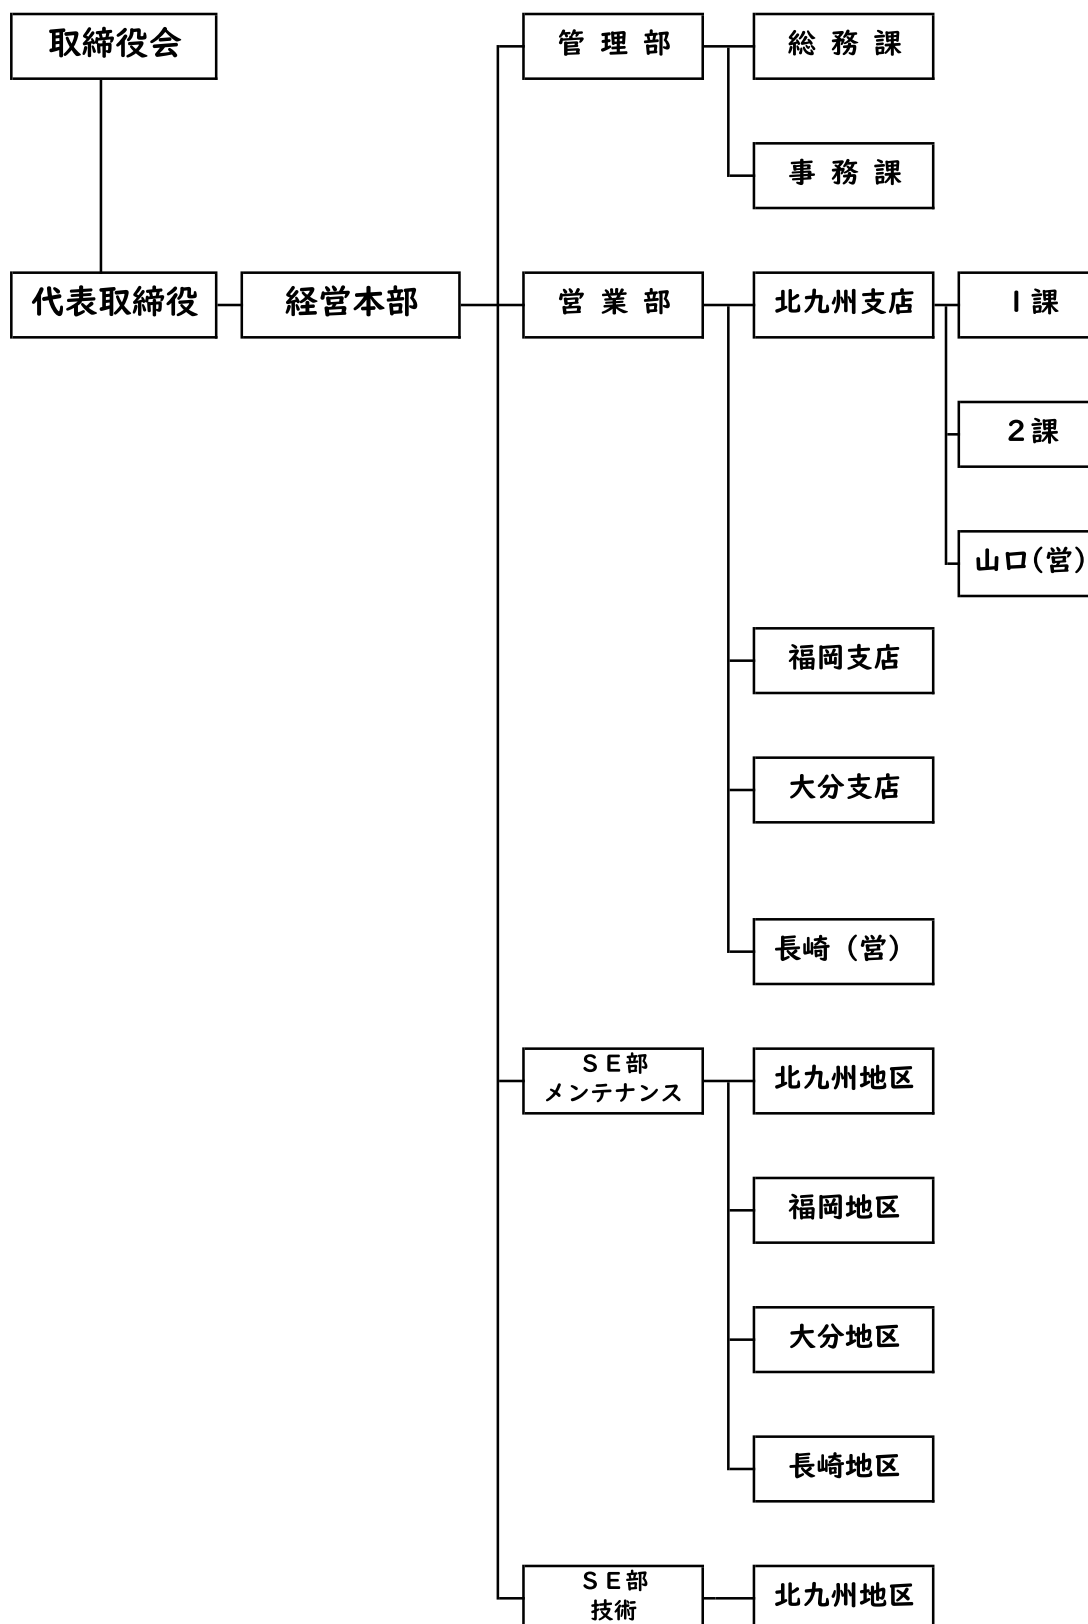 取締役会
管 理 部
総 務 課
事 務 課
代表取締役
経営本部
営 業 部
北九州支店
1課
2課
山口(営)
福岡支店
大分支店
長崎（営）
ＳＥ部
メンテナンス
北九州地区
福岡地区
大分地区
長崎地区
ＳＥ部
技術
北九州地区